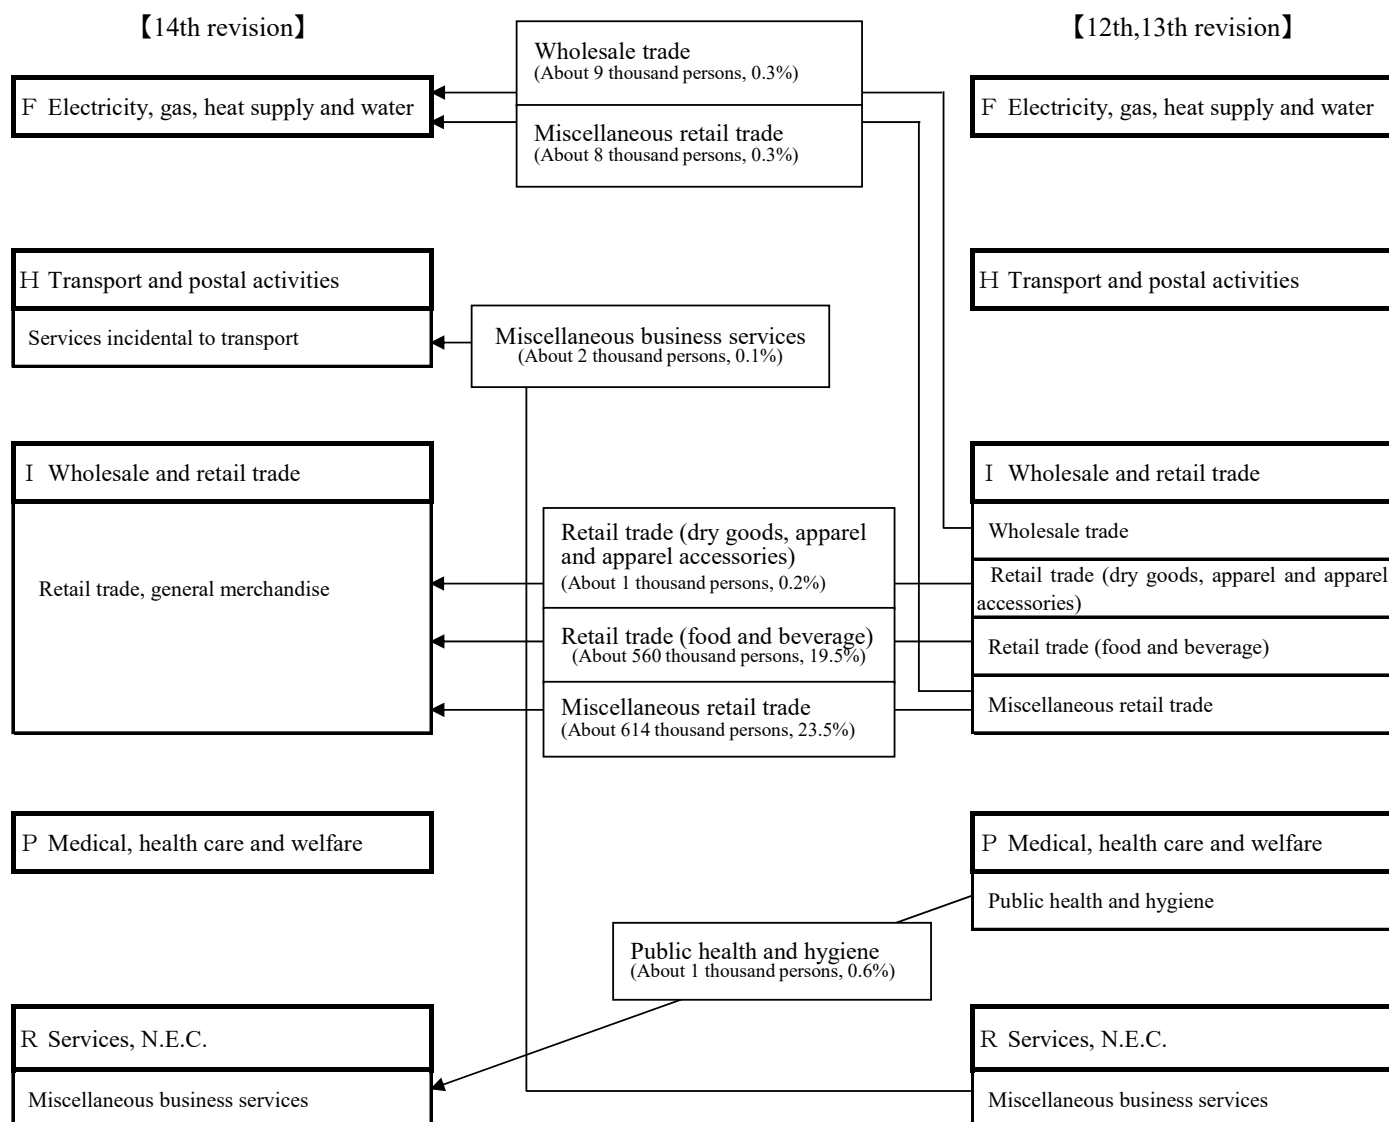 【14th revision】
【12th,13th revision】
Wholesale trade
(About 9 thousand persons, 0.3%)
F Electricity, gas, heat supply and water
F Electricity, gas, heat supply and water
Miscellaneous retail trade
(About 8 thousand persons, 0.3%)
H Transport and postal activities
H Transport and postal activities
Services incidental to transport
Miscellaneous business services
(About 2 thousand persons, 0.1%)
I Wholesale and retail trade
I Wholesale and retail trade
Wholesale trade
Retail trade (dry goods, apparel
and apparel accessories)
(About 1 thousand persons, 0.2%)
Retail trade, general merchandise
Retail trade (dry goods, apparel and apparel
accessories)
Retail trade (food and beverage)
(About 560 thousand persons, 19.5%)
Retail trade (food and beverage)
Miscellaneous retail trade
(About 614 thousand persons, 23.5%)
Miscellaneous retail trade
P Medical, health care and welfare
P Medical, health care and welfare
Public health and hygiene
Public health and hygiene
(About 1 thousand persons, 0.6%)
R Services, N.E.C.
R Services, N.E.C.
Miscellaneous business services
Miscellaneous business services